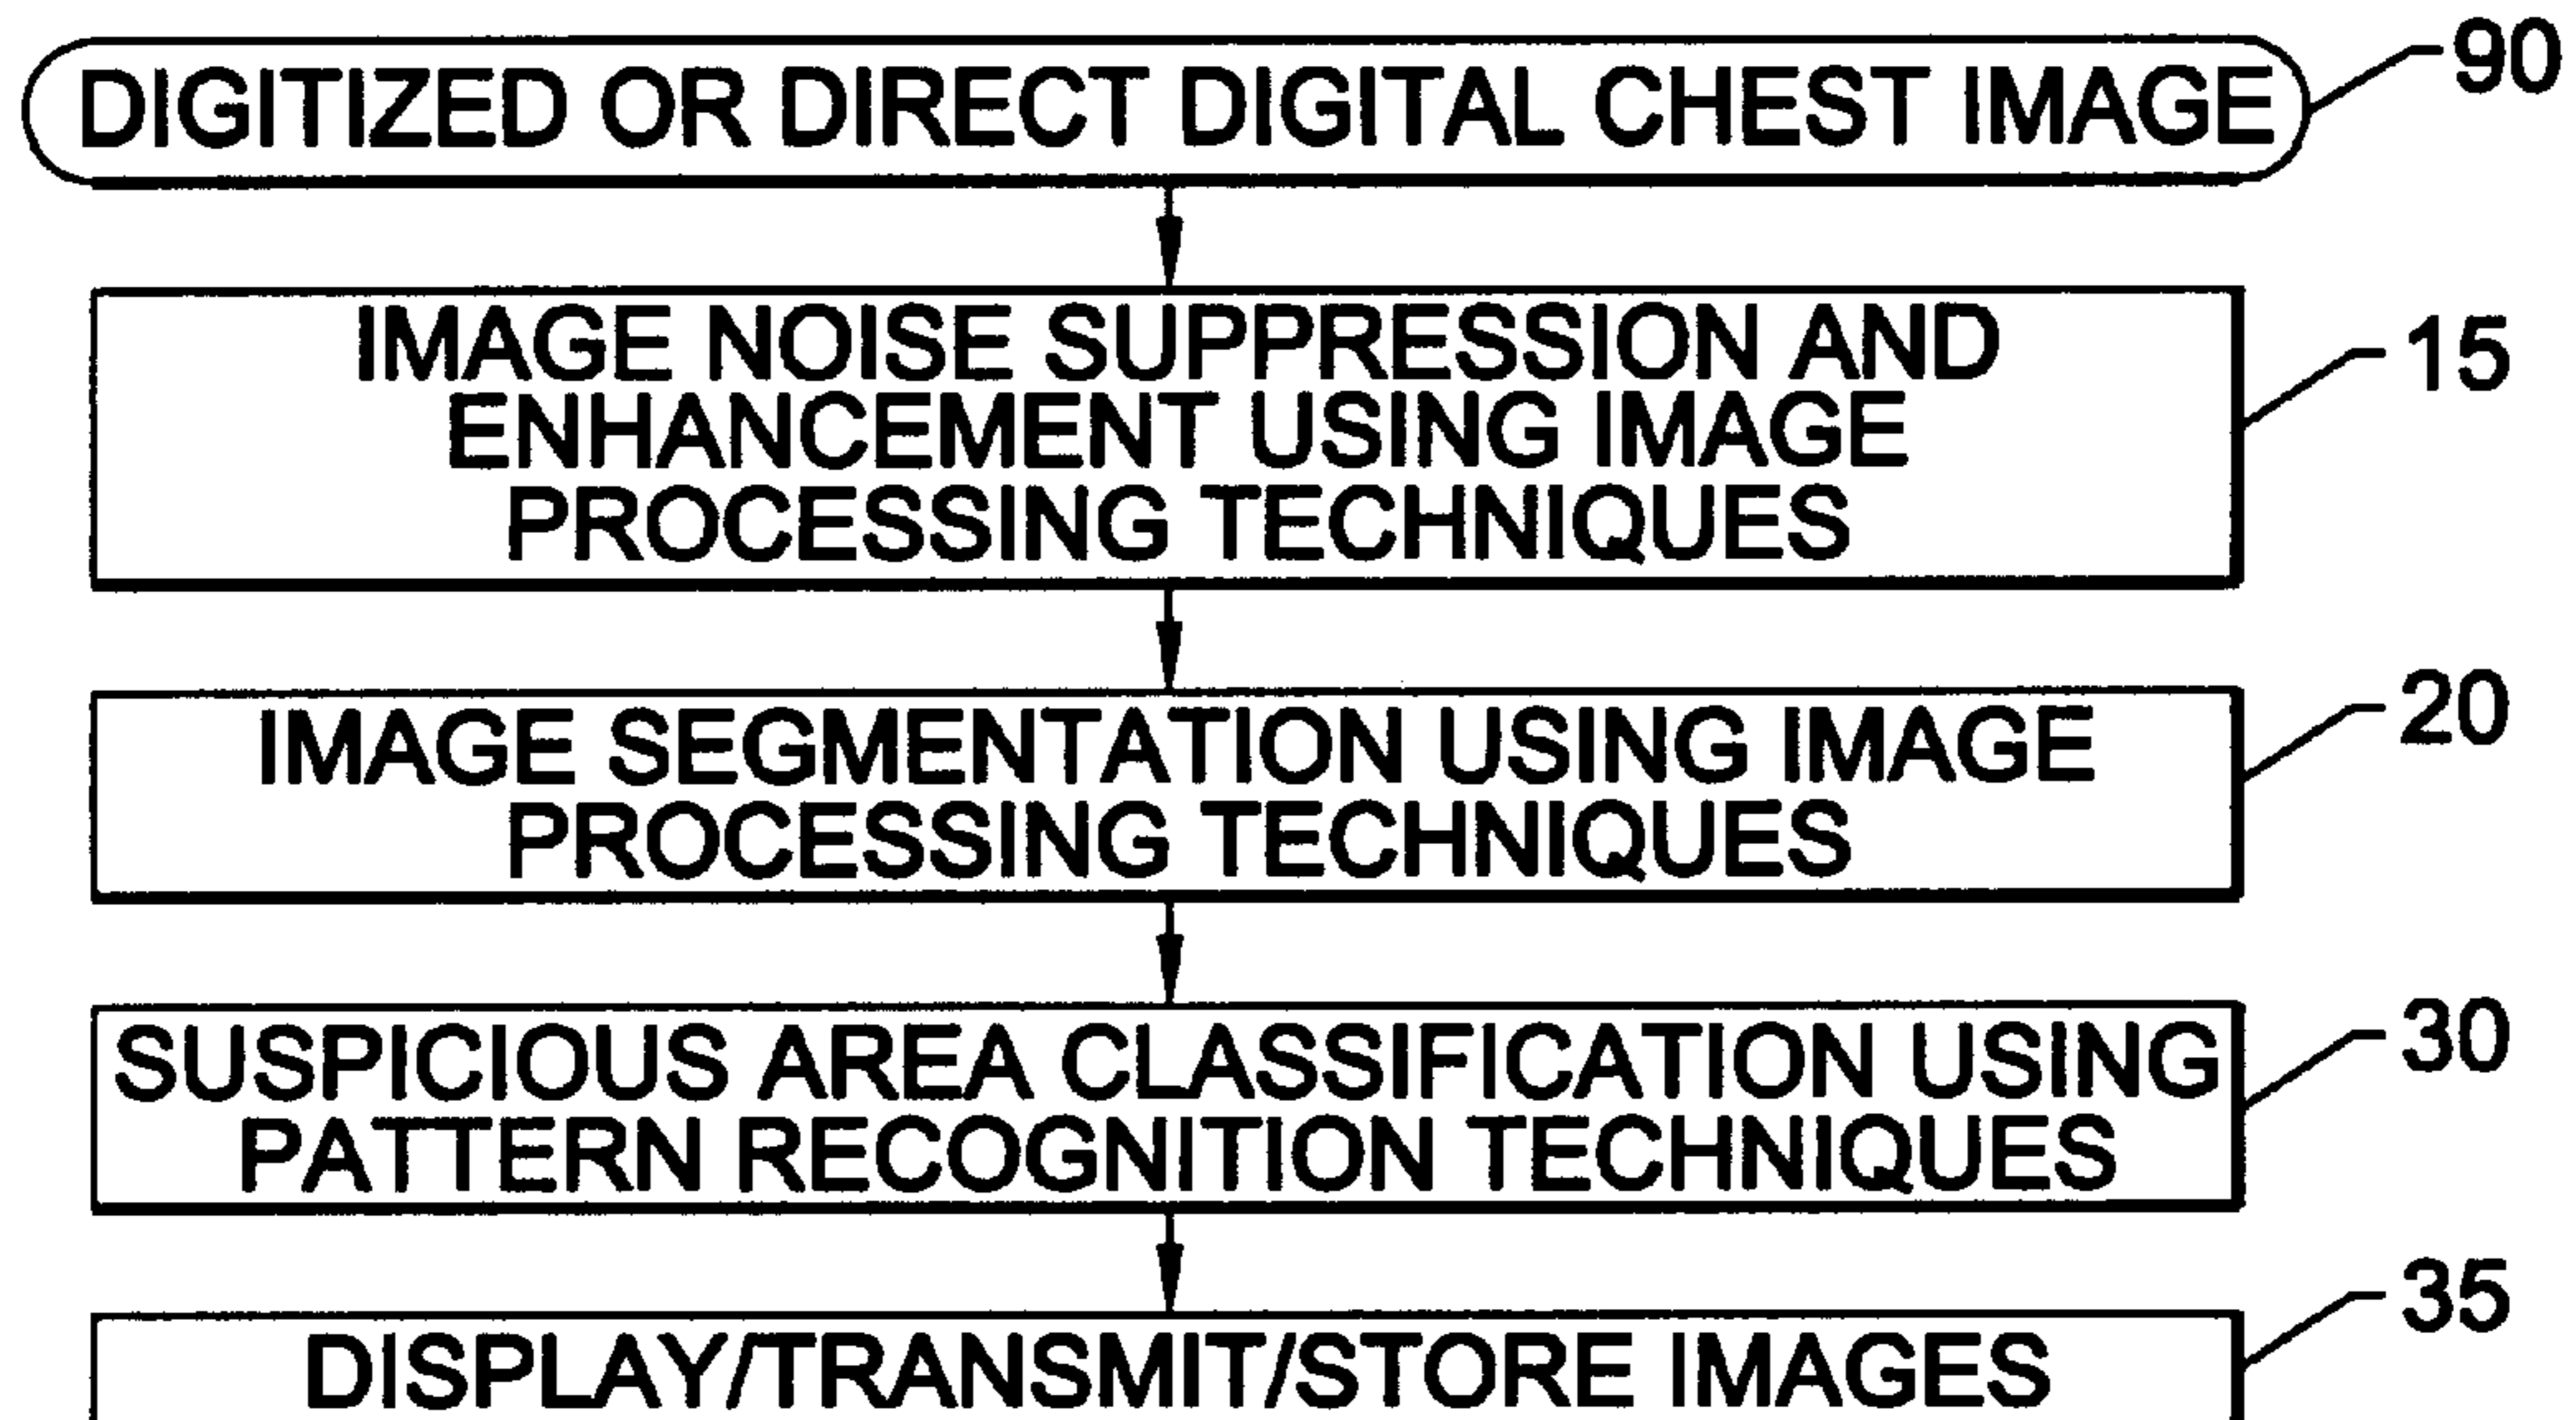 DIGITIZED OR DIRECT DIGITAL CHEST IMAGE
90
IMAGE NOISE SUPPRESSION AND
ENHANCEMENT USING IMAGE
PROCESSING TECHNIQUES
15
IMAGE SEGMENTATION USING IMAGE
PROCESSING TECHNIQUES
20
SUSPICIOUS AREA CLASSIFICATION USING
PATTERN RECOGNITION TECHNIQUES
30
DISPLAY/TRANSMIT/STORE IMAGES
35